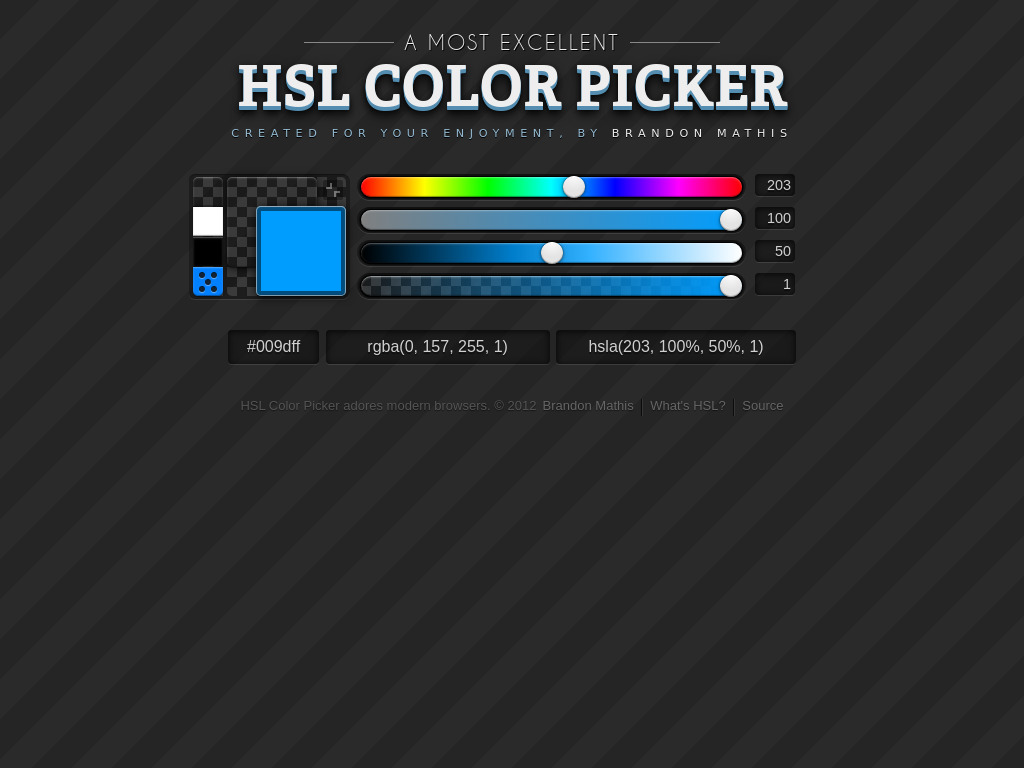 A MOST EXCELLENT
HSL COLOR PICKER
CREATED FOR YOUR ENJOYMENT, BY BRANDON MATHIS
203
100
50
1
#009dff rgba(0, 157, 255, 1) hsla(203, 100%, 50%, 1)
HSL Color Picker adores modern browsers. © 2012 Brandon Mathis What's HSL? Source